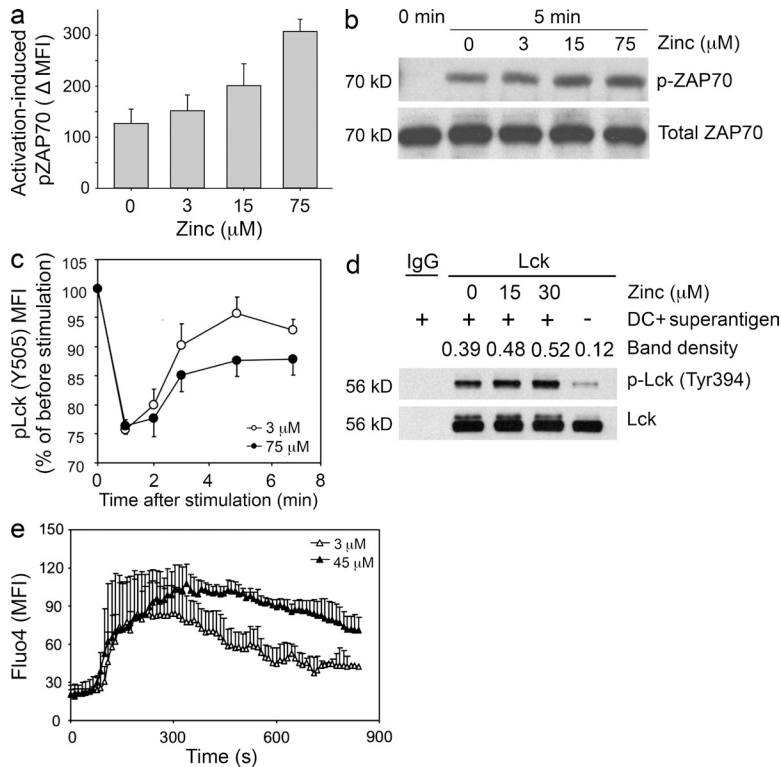 a
Activation-induced
pZAP70 ( Δ MFI)
300
200
100
50
0
0 3 15 75
Zinc (μM)
b
0 min 5 min
0 3 15 75 Zinc (μM)
70 kD p-ZAP70
70 kD Total ZAP70
c
pLck (Y505) MFI
(% of before stimulation)
105
100
95
90
85
80
75
70
0 2 4 6 8
3 μM
75 μM
Time after stimulation (min)
d
IgG Lck
0 15 30 Zinc (μM)
+ + + + - DC+superantigen
0.39 0.48 0.52 0.12 Band density
56 kD p-Lck (Tyr394)
56 kD Lck
e
Fluo4 (MFI)
150
120
90
60
30
0
0 300 600 900
3 μM
45 μM
Time (s)